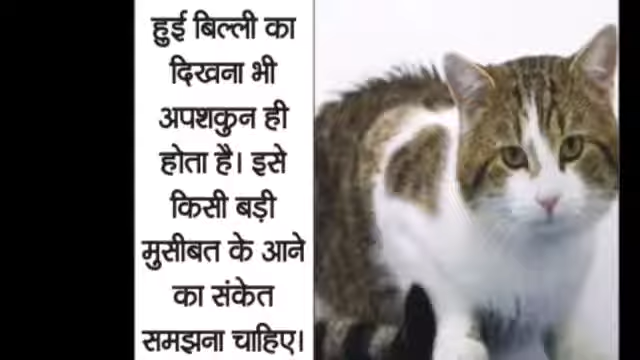 हुई बिल्ली का
दिखना भी
अपशकुन ही
होता है। इसे
किसी बड़ी
मुसीबत के आने
का संकेत
समझना चाहिए।